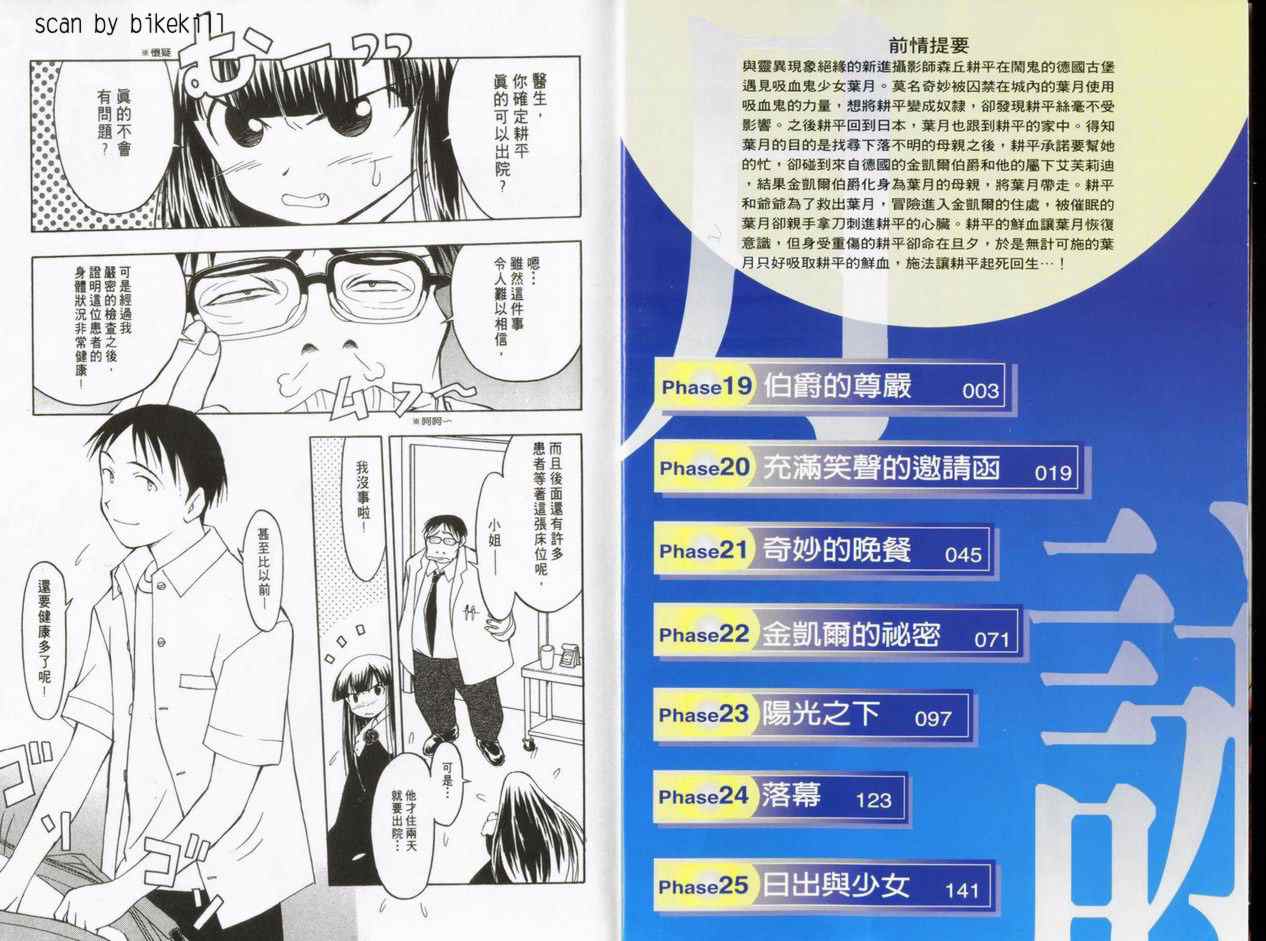 scan by bikekill
前情提要
與靈異現象絕緣的新進攝影師森丘耕平在鬧鬼的德國古堡
遇見吸血鬼少女葉月。莫名奇妙被囚禁在城內的葉月使用
吸血鬼的力量，想將耕平變成奴隸，卻發現耕平絲毫不受
影響。之後耕平回到日本，葉月也跟到耕平的家中。得知
葉月的目的是找尋下落不明的母親之後，耕平承諾要幫她
的忙，卻碰到來自德國的金凱爾伯爵和他的屬下艾芙莉迪
，結果金凱爾伯爵化身為葉月的母親，將葉月帶走。耕平
和爺爺為了救出葉月，冒險進入金凱爾的住處，被催眠的
葉月卻親手拿刀刺進耕平的心臟。耕平的鮮血讓葉月恢復
意識，但身受重傷的耕平卻命在旦夕，於是無計可施的葉
月只好吸取耕平的鮮血，施法讓耕平起死回生…！
Phase19 伯爵的尊嚴 003
Phase20 充滿笑聲的邀請函 019
Phase21 奇妙的晚餐 045
Phase22 金凱爾的祕密 071
Phase23 陽光之下 097
Phase24 落幕 123
Phase25 日出與少女 141
月
詠
むーッッ
※懷疑
醫生，
你確定耕平
真的可以出院？
真的不會
有問題？
嗯…
雖然這件事
令人難以相信，
可是經過我
嚴密的檢查之後，
證明這位患者的
身體狀況非常健康！
ムフ～
※呵呵～
而且後面還有許多
患者等著這張床位呢，
小姐——
可是…
他才住兩天
就要出院…
我沒事啦！
甚至比以前—
還要健康多了呢！
ゴソ
ゴソ